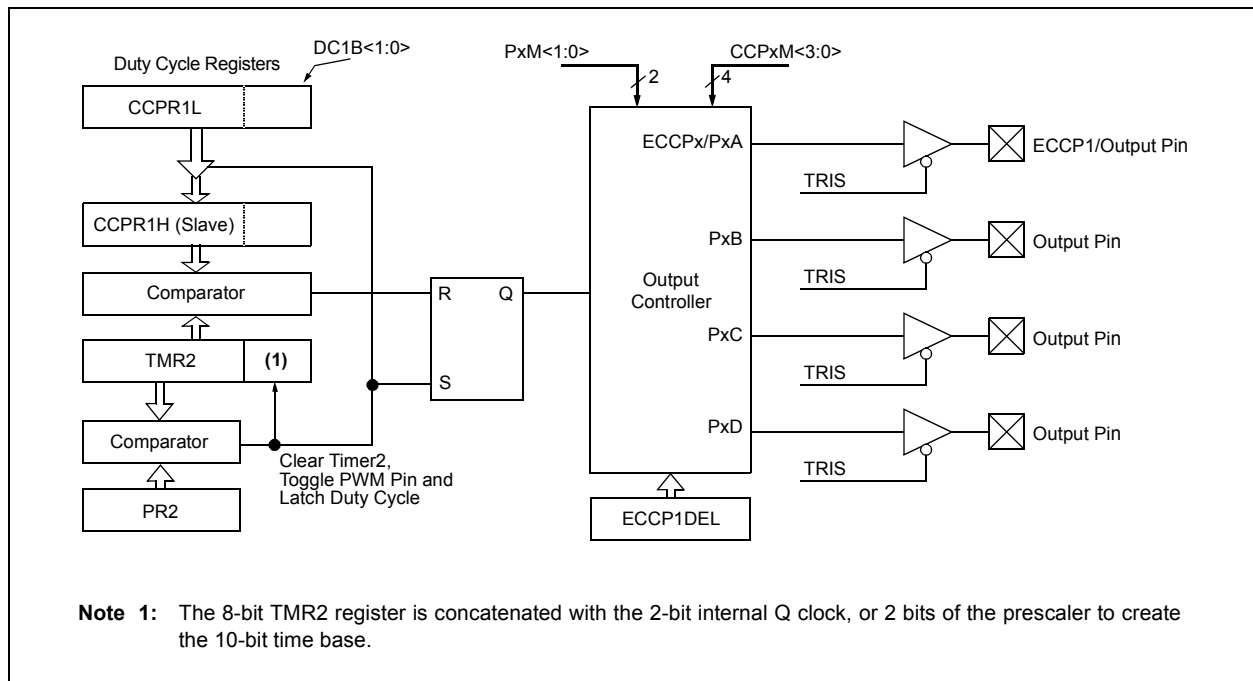 DC1B<1:0>
Duty Cycle Registers
CCPR1L
CCPR1H (Slave)
Comparator
TMR2
(1)
Comparator
PR2
Clear Timer2,
Toggle PWM Pin and
Latch Duty Cycle
R
Q
S
PxM<1:0>
2
CCPxM<3:0>
4
ECCPx/PxA
PxB
Output
Controller
PxC
PxD
ECCP1DEL
TRIS
ECCP1/Output Pin
TRIS
Output Pin
TRIS
Output Pin
TRIS
Output Pin
Note 1: The 8-bit TMR2 register is concatenated with the 2-bit internal Q clock, or 2 bits of the prescaler to create
the 10-bit time base.